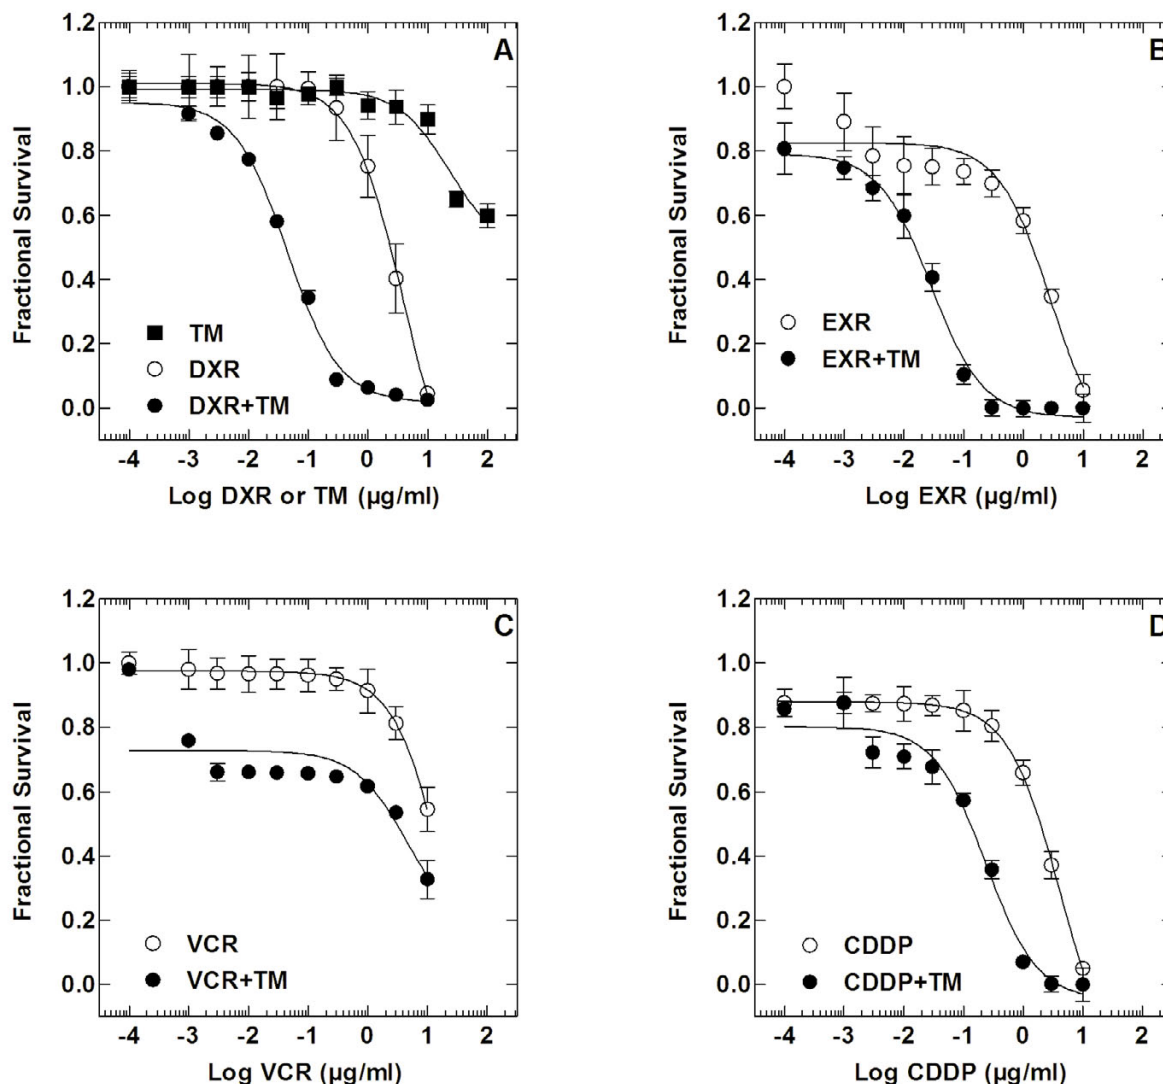 A
Fractional Survival
1.2
1.0
0.8
0.6
0.4
0.2
0.0
TM
DXR
DXR+TM
-4 -3 -2 -1 0 1 2
Log DXR or TM (µg/ml)
B
Fractional Survival
1.2
1.0
0.8
0.6
0.4
0.2
0.0
EXR
EXR+TM
-4 -3 -2 -1 0 1 2
Log EXR (µg/ml)
C
Fractional Survival
1.2
1.0
0.8
0.6
0.4
0.2
0.0
VCR
VCR+TM
-4 -3 -2 -1 0 1 2
Log VCR (µg/ml)
D
Fractional Survival
1.2
1.0
0.8
0.6
0.4
0.2
0.0
CDDP
CDDP+TM
-4 -3 -2 -1 0 1 2
Log CDDP (µg/ml)